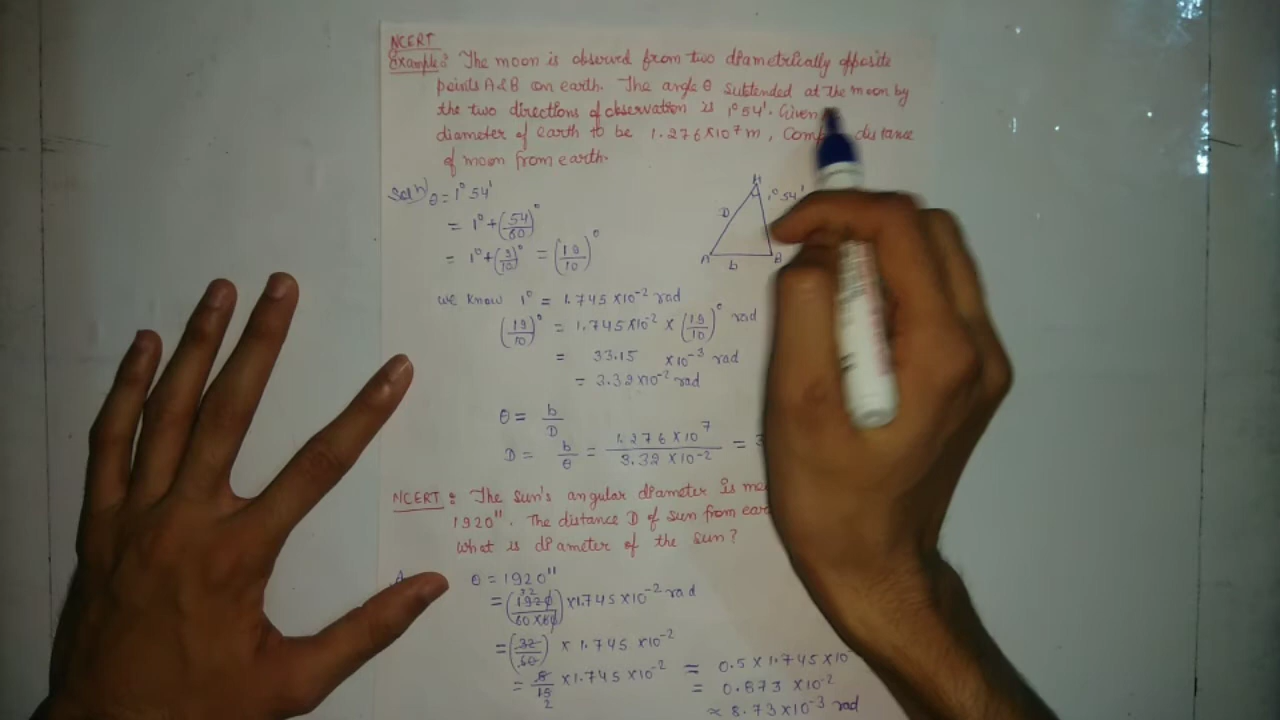 NCERT
Example: The moon is observed from two diametrically opposite
points A&B on earth. The angle θ subtended at the moon by
the two directions of observation is 1° 54'. Given
diameter of earth to be 1.276×10⁷m, distance
of moon from earth.
Sol'n θ = 1° 54'
= 1° + (54/60)°
= 1° + (9/10)° = (19/10)°
M
1° 54'
D
A B
b
we know 1° = 1.745 ×10⁻² rad
(19/10)° = 1.745×10⁻² × (19/10)° rad
= 33.15 ×10⁻³ rad
= 3.32×10⁻² rad
θ = b/D
D = b/θ = 1.276×10⁷ / 3.32×10⁻² = 3
NCERT: The sun's angular diameter is
1920". The distance D of sun from
what is diameter of the sun?
θ = 1920"
= (1920/60×60) ×1.745×10⁻² rad
32
= (32/60) × 1.745 ×10⁻²
= 8/15 ×1.745×10⁻² = 0.5 × 1.745 ×10
2
= 0.873 ×10⁻²
≈ 8.73×10⁻³ rad